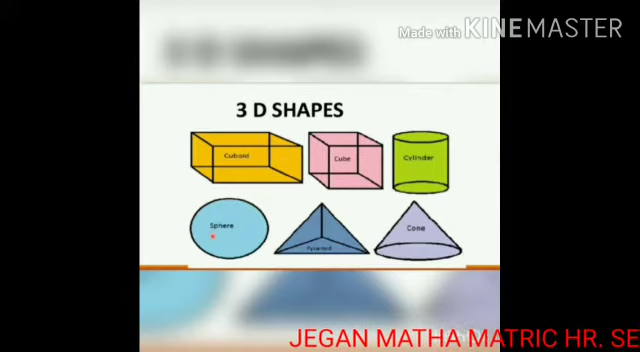 Made with KINEMASTER
3 D SHAPES
Cuboid
Cube
Cylinder
Sphere
Pyramid
Cone
JEGAN MATHA MATRIC HR. SE